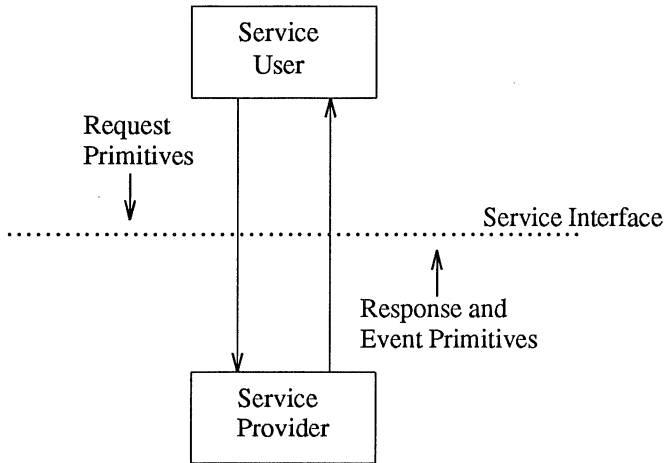 Service
User
Request
Primitives
Service Interface
Response and
Event Primitives
Service
Provider